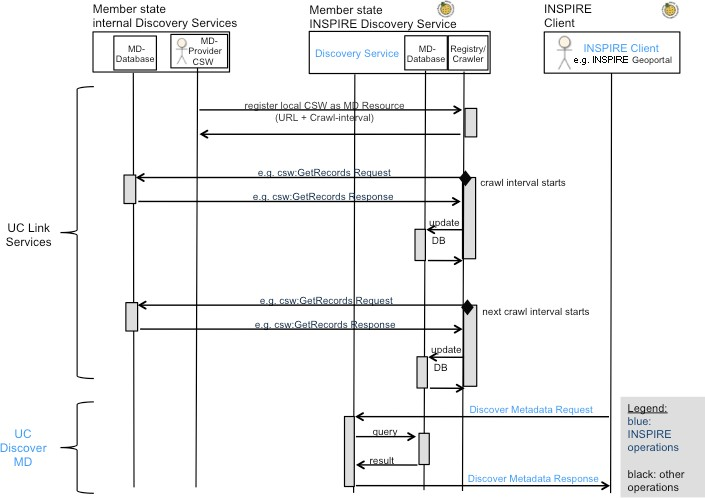 Member state
internal Discovery Services
Member state
INSPIRE Discovery Service
INSPIRE
Client
MD-
Database
MD-
Provider
CSW
Discovery Service
MD-
Database
Registry/
Crawler
INSPIRE Client
e.g. INSPIRE Geoportal
register local CSW as MD Resource
(URL + Crawl-interval)
e.g. csw:GetRecords Request
crawl interval starts
e.g. csw:GetRecords Response
update
DB
UC Link
Services
e.g. csw:GetRecords Request
next crawl interval starts
e.g. csw:GetRecords Response
update
DB
Discover Metadata Request
query
result
Discover Metadata Response
UC
Discover
MD
Legend:
blue:
INSPIRE
operations
black: other
operations